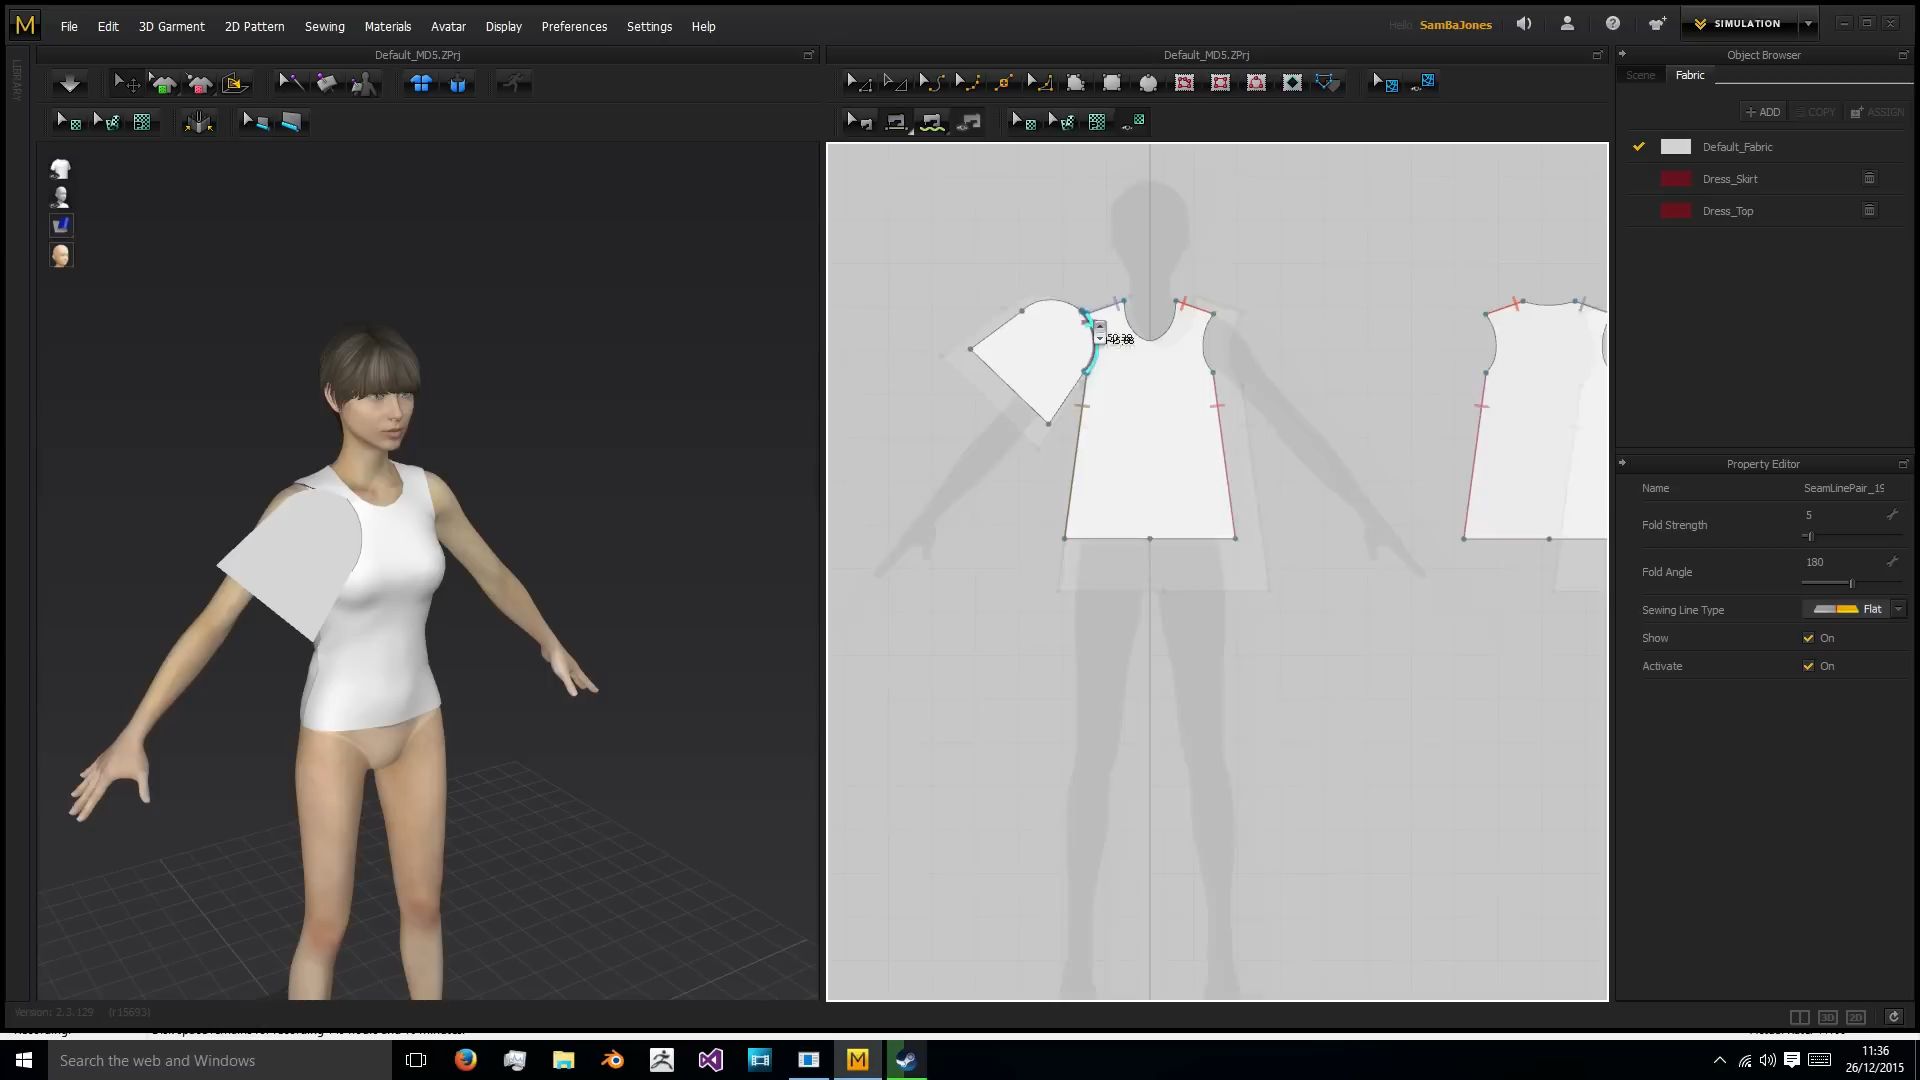 M File Edit 3D Garment 2D Pattern Sewing Materials Avatar Display Preferences Settings Help
Hello SamBaJones
SIMULATION
Default_MD5.ZPrj
Default_MD5.ZPrj
Object Browser
LIBRARY
Scene Fabric
+ ADD COPY ASSIGN
Default_Fabric
Dress_Skirt
Dress_Top
Property Editor
Name SeamLinePair_19
Fold Strength 5
Fold Angle 180
Sewing Line Type Flat
Show On
Activate On
Version: 2.3.129 (r15693)
3D 2D
Search the web and Windows
M
11:36
26/12/2015